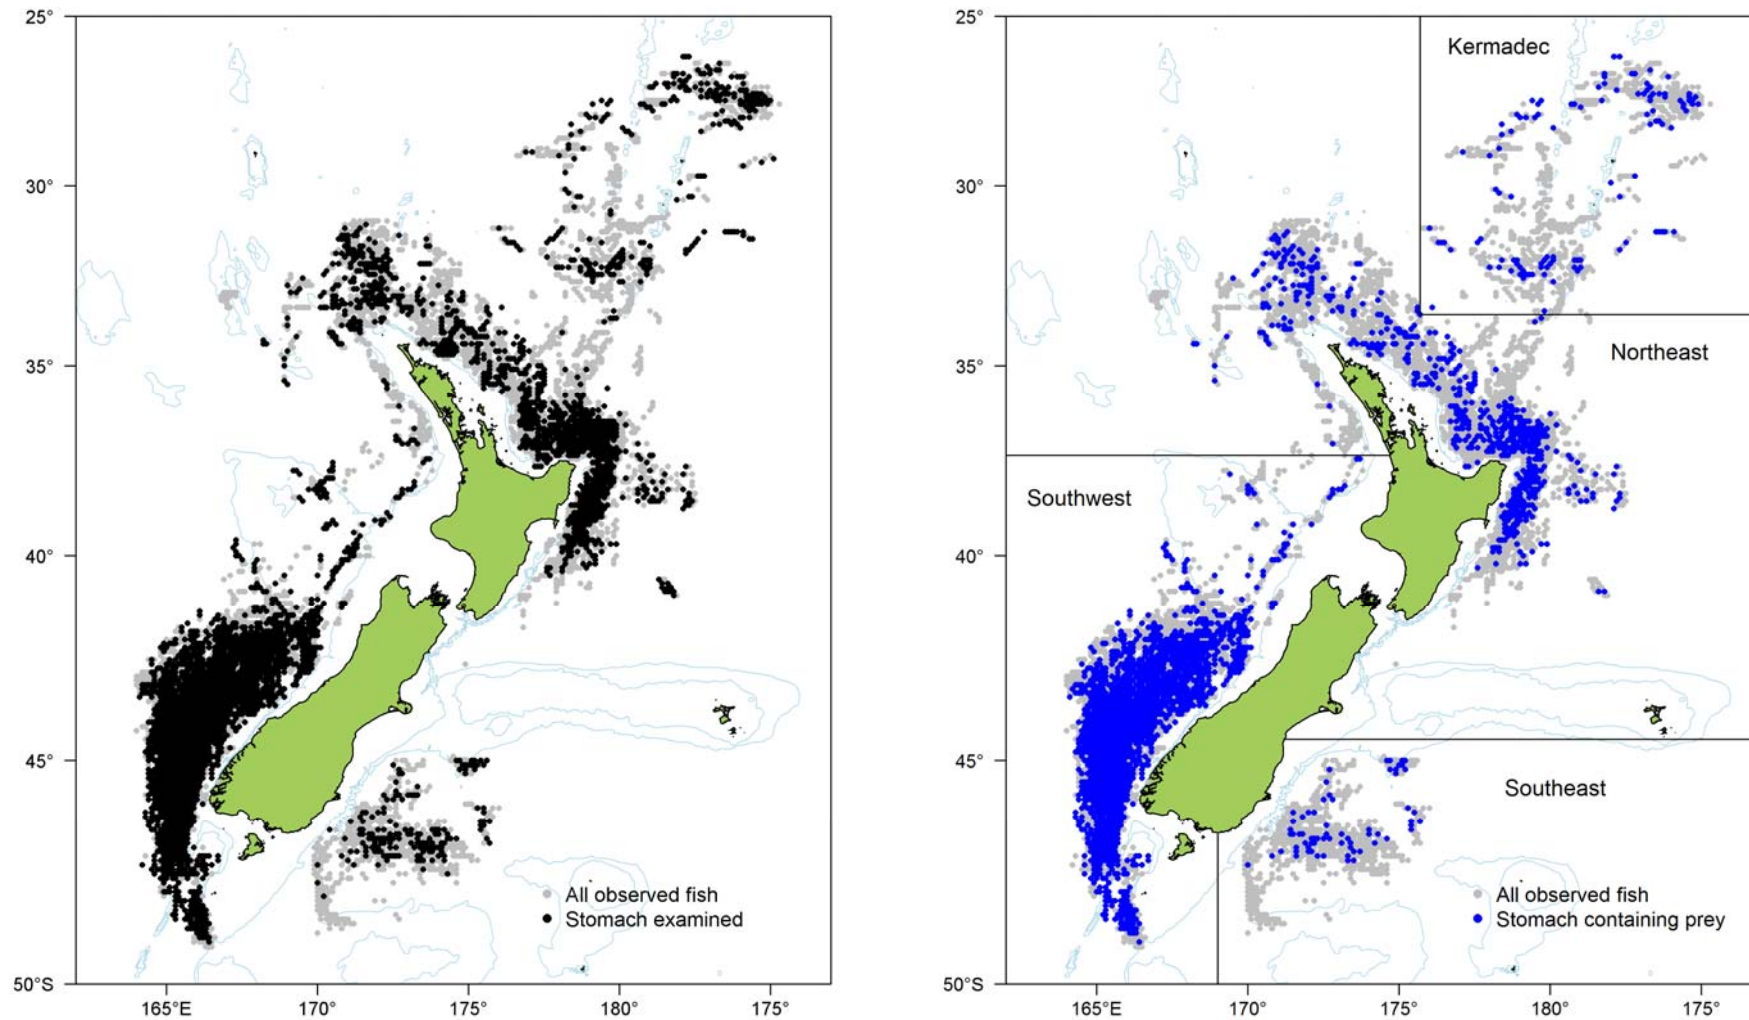 25°
30°
35°
40°
45°
50°S
165°E
170°
175°
180°
175°
All observed fish
Stomach examined
25°
30°
35°
40°
45°
50°S
165°E
170°
175°
180°
175°
Kermadec
Northeast
Southwest
Southeast
All observed fish
Stomach containing prey